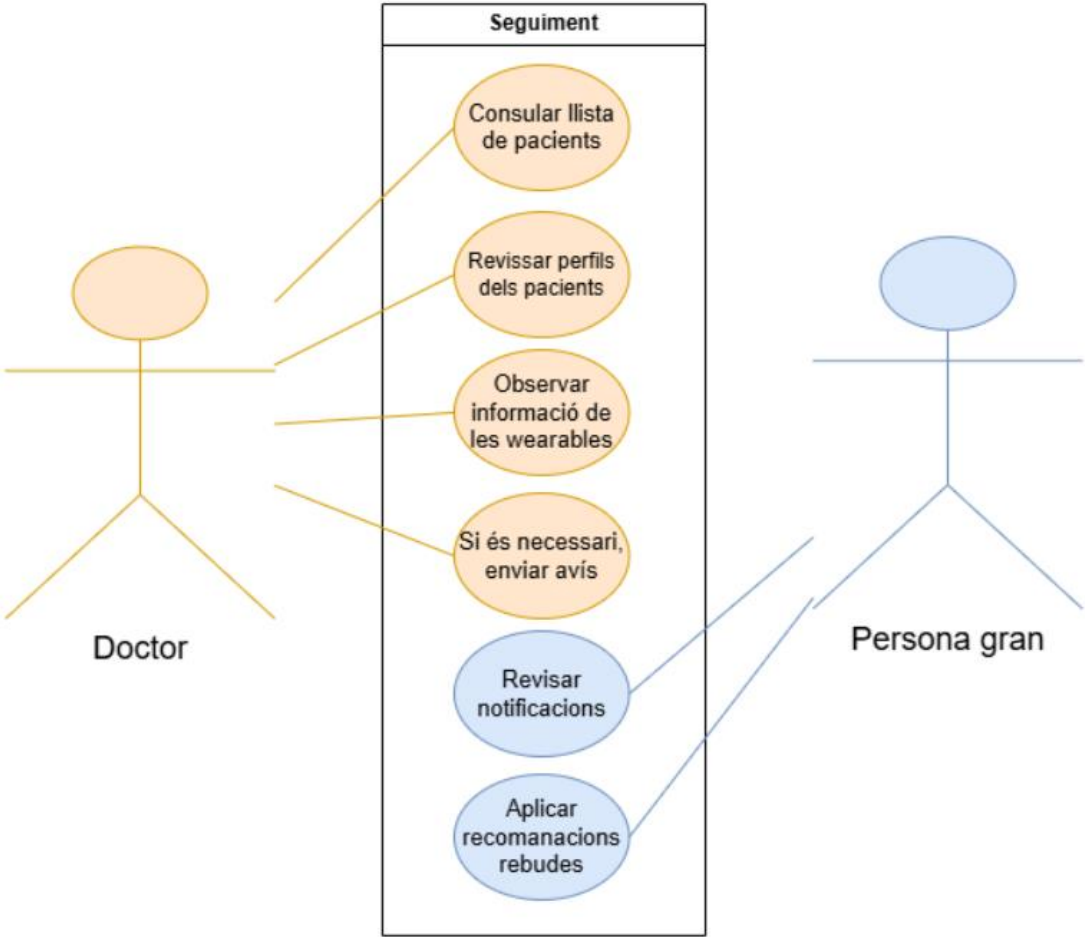 Seguiment
Consular llista
de pacients
Revissar perfils
dels pacients
Observar
informació de
les wearables
Si és necessari,
enviar avís
Doctor
Persona gran
Revisar
notificacions
Aplicar
recomanacions
rebudes